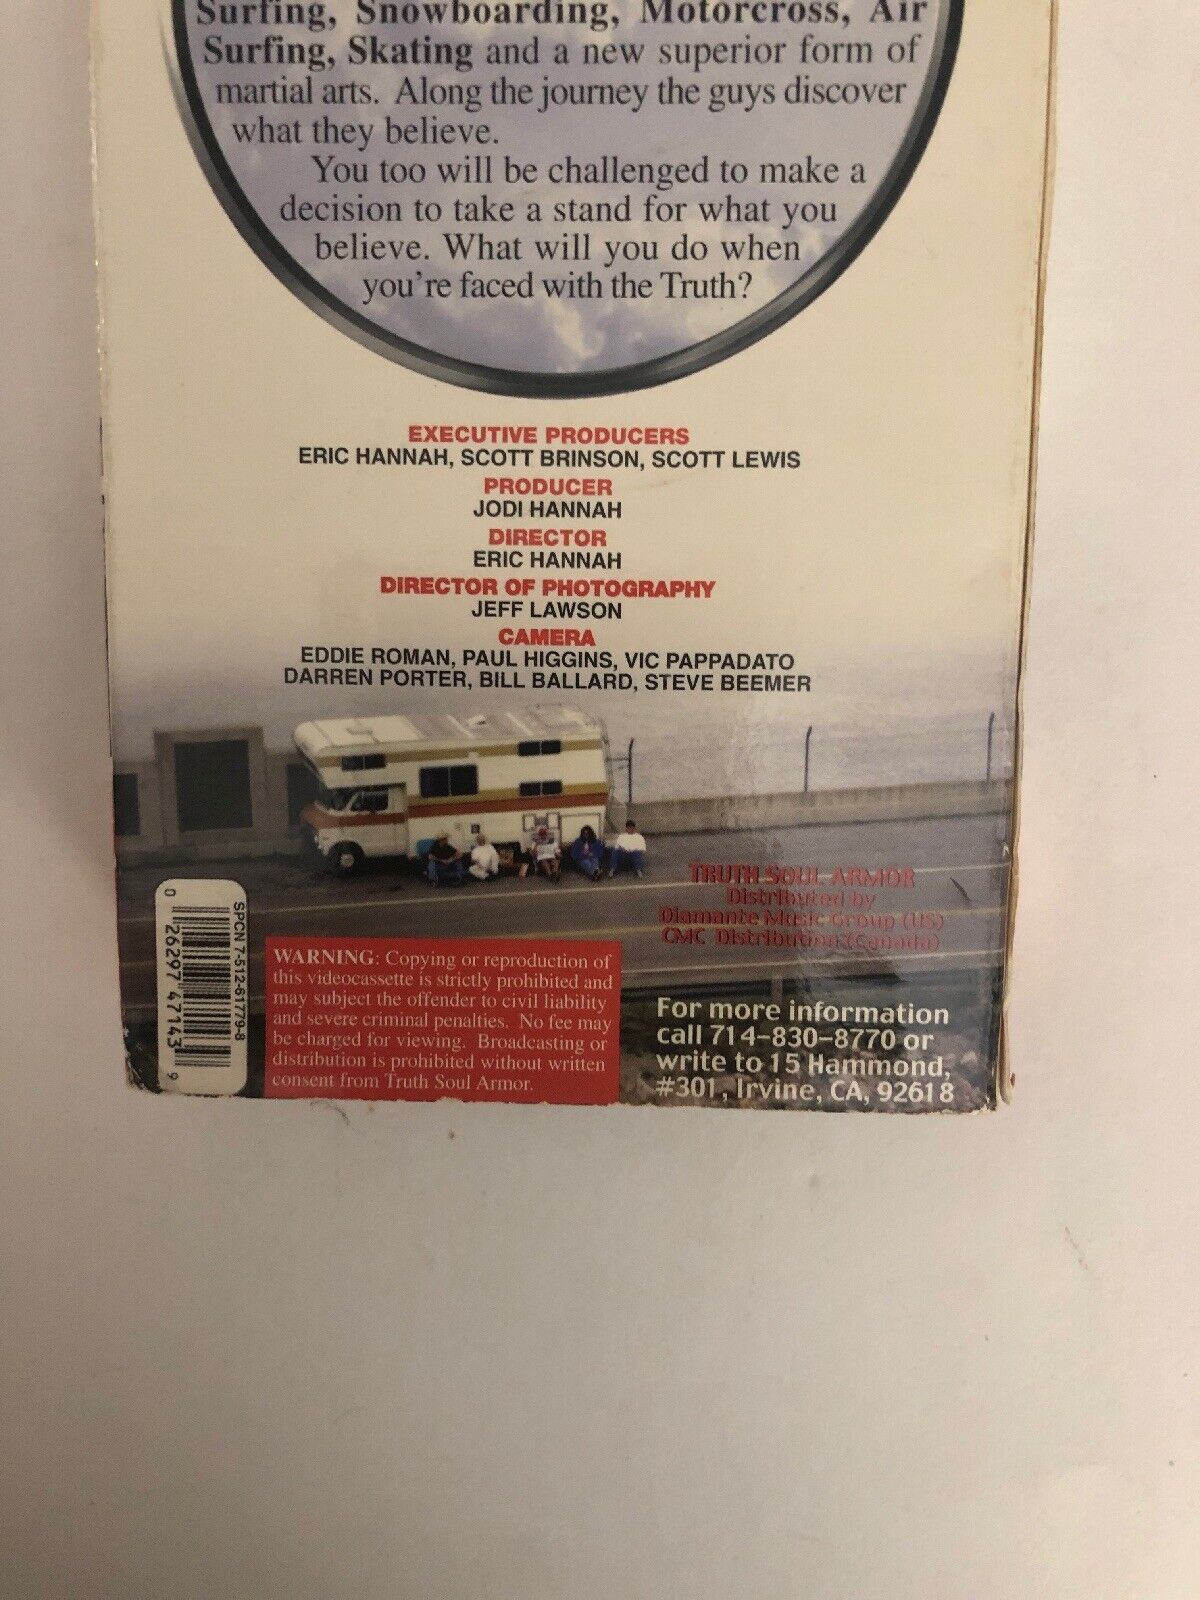 Surfing, Snowboarding, Motorcross, Air
Surfing, Skating and a new superior form of
martial arts. Along the journey the guys discover
what they believe.
You too will be challenged to make a
decision to take a stand for what you
believe. What will you do when
you're faced with the Truth?
EXECUTIVE PRODUCERS
ERIC HANNAH, SCOTT BRINSON, SCOTT LEWIS
PRODUCER
JODI HANNAH
DIRECTOR
ERIC HANNAH
DIRECTOR OF PHOTOGRAPHY
JEFF LAWSON
CAMERA
EDDIE ROMAN, PAUL HIGGINS, VIC PAPPADATO
DARREN PORTER, BILL BALLARD, STEVE BEEMER
TRUTH SOUL ARMOR
Distributed by
Diamante Music Group (US)
CMC Distribution (Canada)
SPCN 7-512-61779-8
0 26297 47143 9
WARNING: Copying or reproduction of
this videocassette is strictly prohibited and
may subject the offender to civil liability
and severe criminal penalties. No fee may
be charged for viewing. Broadcasting or
distribution is prohibited without written
consent from Truth Soul Armor.
For more information
call 714-830-8770 or
write to 15 Hammond,
#301, Irvine, CA, 92618